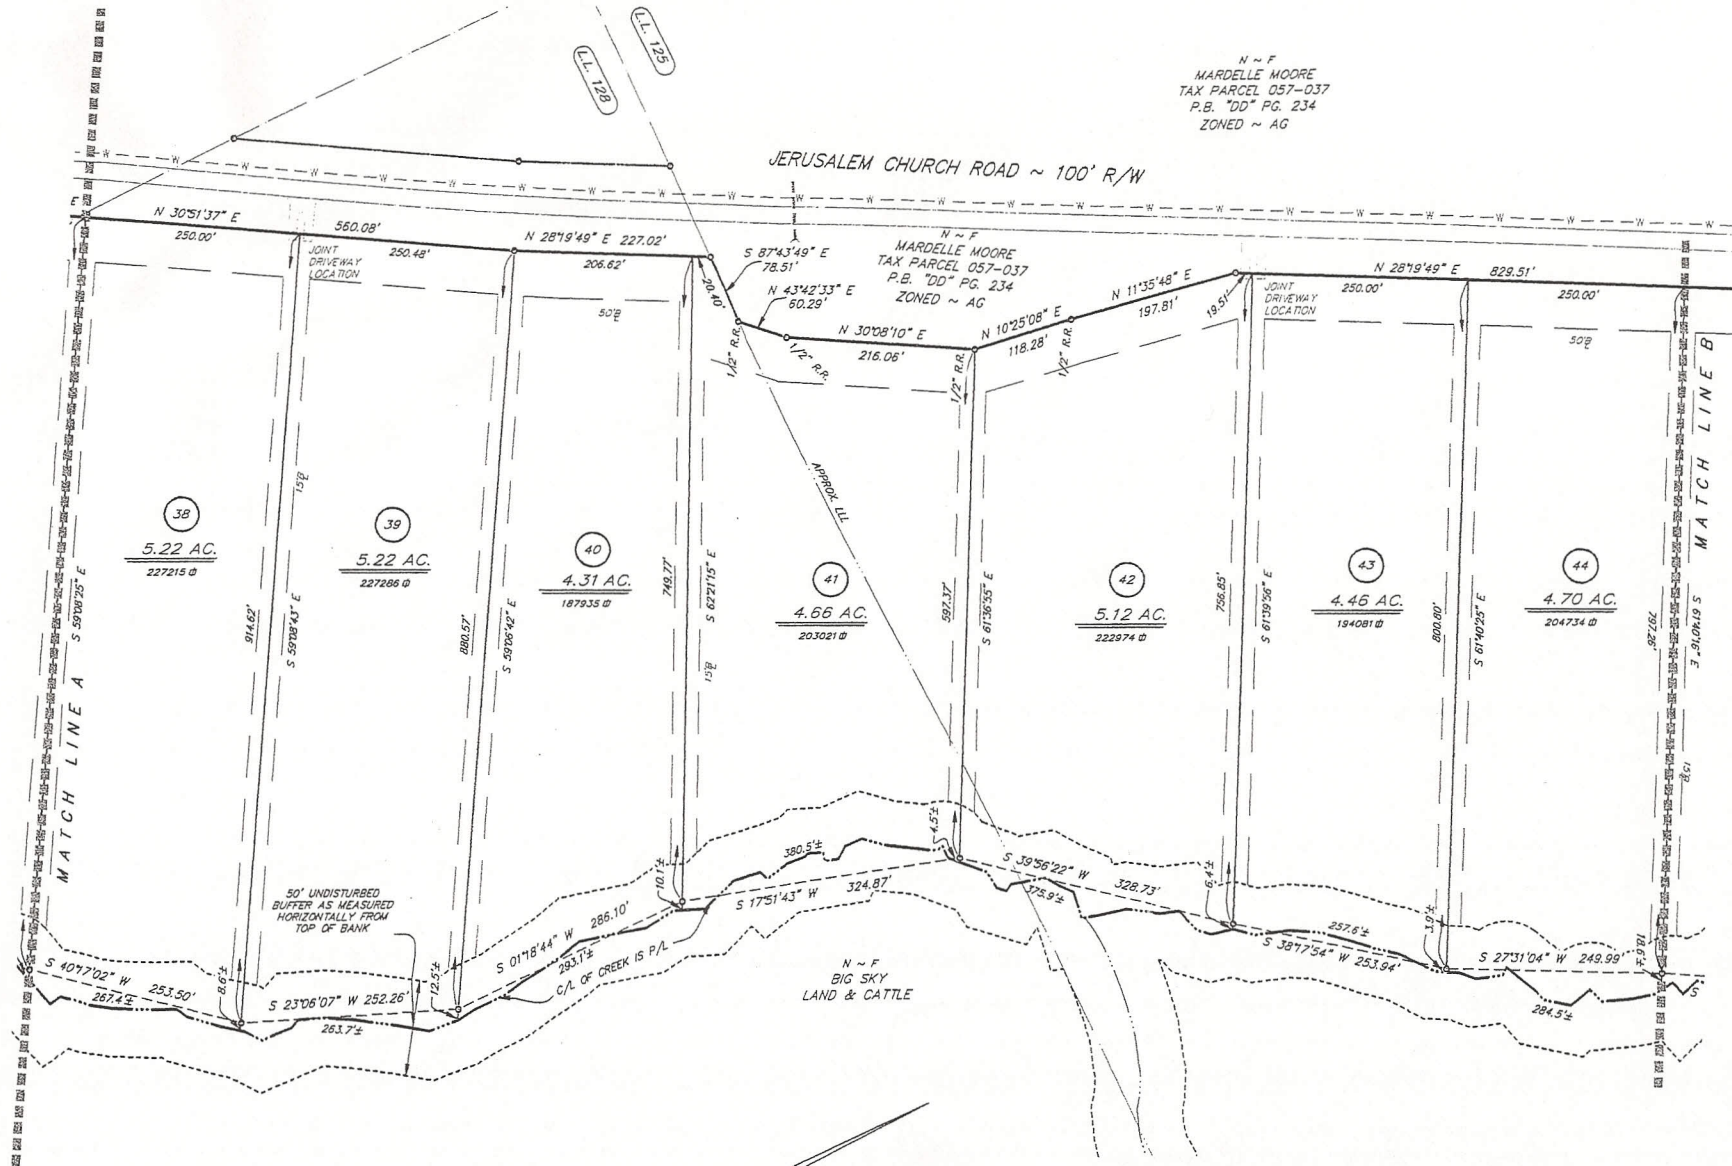 L.L. 125
L.L. 128
N ~ F
MARDELLE MOORE
TAX PARCEL 057-037
P.B. "DD" PG. 234
ZONED ~ AG
JERUSALEM CHURCH ROAD ~ 100' R/W
E
N 30°51'37" E
560.08'
250.00'
250.48'
JOINT
DRIVEWAY
LOCATION
N 28°19'49" E 227.02'
206.62'
20.40'
S 87°43'49" E
78.51'
N 43°42'33" E
60.29'
N ~ F
MARDELLE MOORE
TAX PARCEL 057-037
P.B. "DD" PG. 234
ZONED ~ AG
N 30°08'10" E
216.06'
N 10°25'08" E
118.28'
N 11°35'48" E
197.81'
19.51'
1/2" R.R.
1/2" R.R.
1/2" R.R.
1/2" R.R.
JOINT
DRIVEWAY
LOCATION
N 28°19'49" E 829.51'
250.00'
250.00'
50'B
50'B
15'B
15'B
15'B
APPROX. LLL
MATCH LINE A
S 59°08'25" E
38
5.22 AC.
227215
914.62'
S 59°08'43" E
39
5.22 AC.
227286
880.57'
S 59°06'42" E
40
4.31 AC.
187935
749.77'
S 62°21'15" E
41
4.66 AC.
203021
597.37'
S 61°36'55" E
42
5.12 AC.
222974
756.85'
S 61°39'56" E
43
4.46 AC.
194081
800.80'
S 61°40'25" E
44
4.70 AC.
204734
797.26'
S 61°40'16" E
MATCH LINE B
50' UNDISTURBED
BUFFER AS MEASURED
HORIZONTALLY FROM
TOP OF BANK
S 40°17'02" W 253.50'
267.4'±
8.6'±
S 23°06'07" W 252.26'
263.7'±
12.5'±
S 01°18'44" W 286.10'
293.1'±
C/L OF CREEK IS P/L
10.1'±
S 17°51'43" W 324.87'
380.5'±
4.5'±
S 39°56'22" W 328.73'
375.9'±
6.4'±
S 38°17'54" W 253.94'
257.6'±
3.9'±
S 27°31'04" W 249.99'
284.5'±
18.6'±
S
N ~ F
BIG SKY
LAND & CATTLE